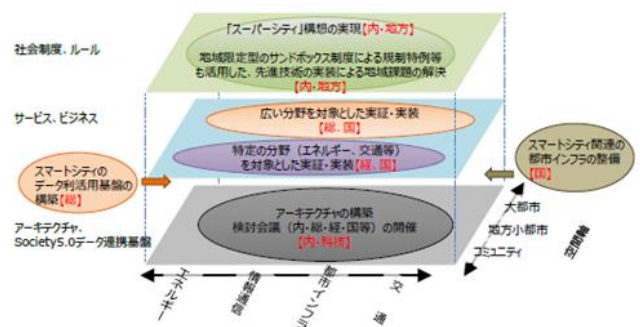 「スーパーシティ」構想の実現【内・地方】
社会制度、ルール
地域限定型のサンドボックス制度による規制特例等
も活用した、先進技術の実装による地域課題の解決
【内・地方】
サービス、ビジネス
広い分野を対象とした実証・実装
【総、国】
特定の分野（エネルギー、交通等）
を対象とした実証・実装【経、国】
スマートシティの
データ利活用基盤の
構築【総】
スマートシティ関連の
都市インフラの整備
【国】
アーキテクチャの構築
検討会議（内・総・経・国等）の開催
【内・科技】
アーキテクチャ、
Society5.0データ連携基盤
大都市
地方小都市
コミュニティ
エネルギー
情報通信
都市インフラ
交通